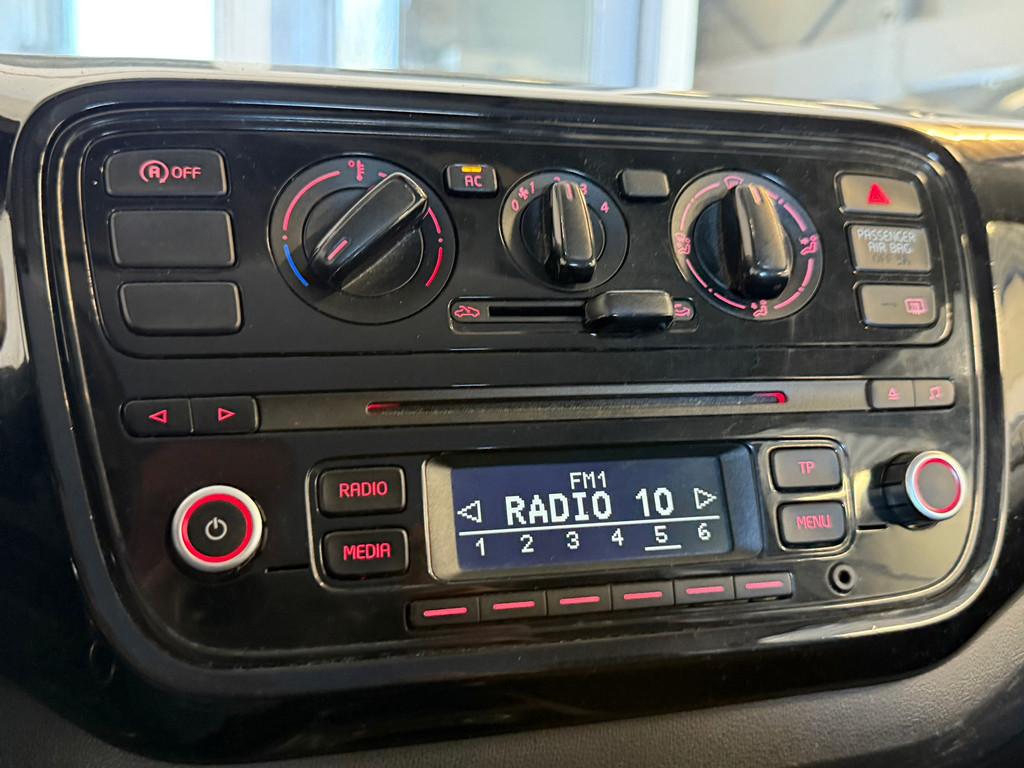 A OFF
AC
0 1 2 3 4
PASSENGER
AIR BAG
OFF
RADIO
MEDIA
FM1
RADIO 10
1 2 3 4 5 6
TP
MENU